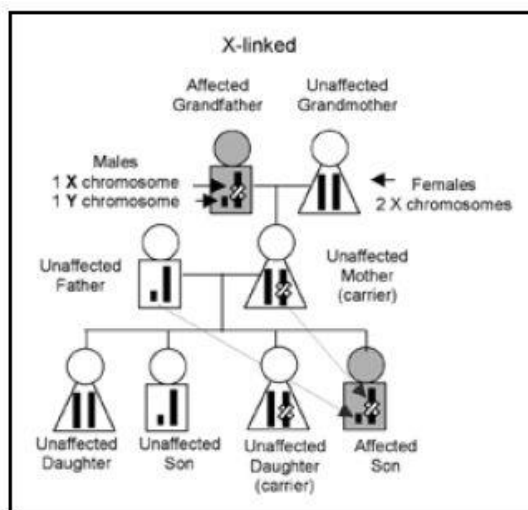 X-linked
Affected
Grandfather
Unaffected
Grandmother
Males
1 X chromosome
1 Y chromosome
Females
2 X chromosomes
Unaffected
Father
Unaffected
Mother
(carrier)
Unaffected
Daughter
Unaffected
Son
Unaffected
Daughter
(carrier)
Affected
Son